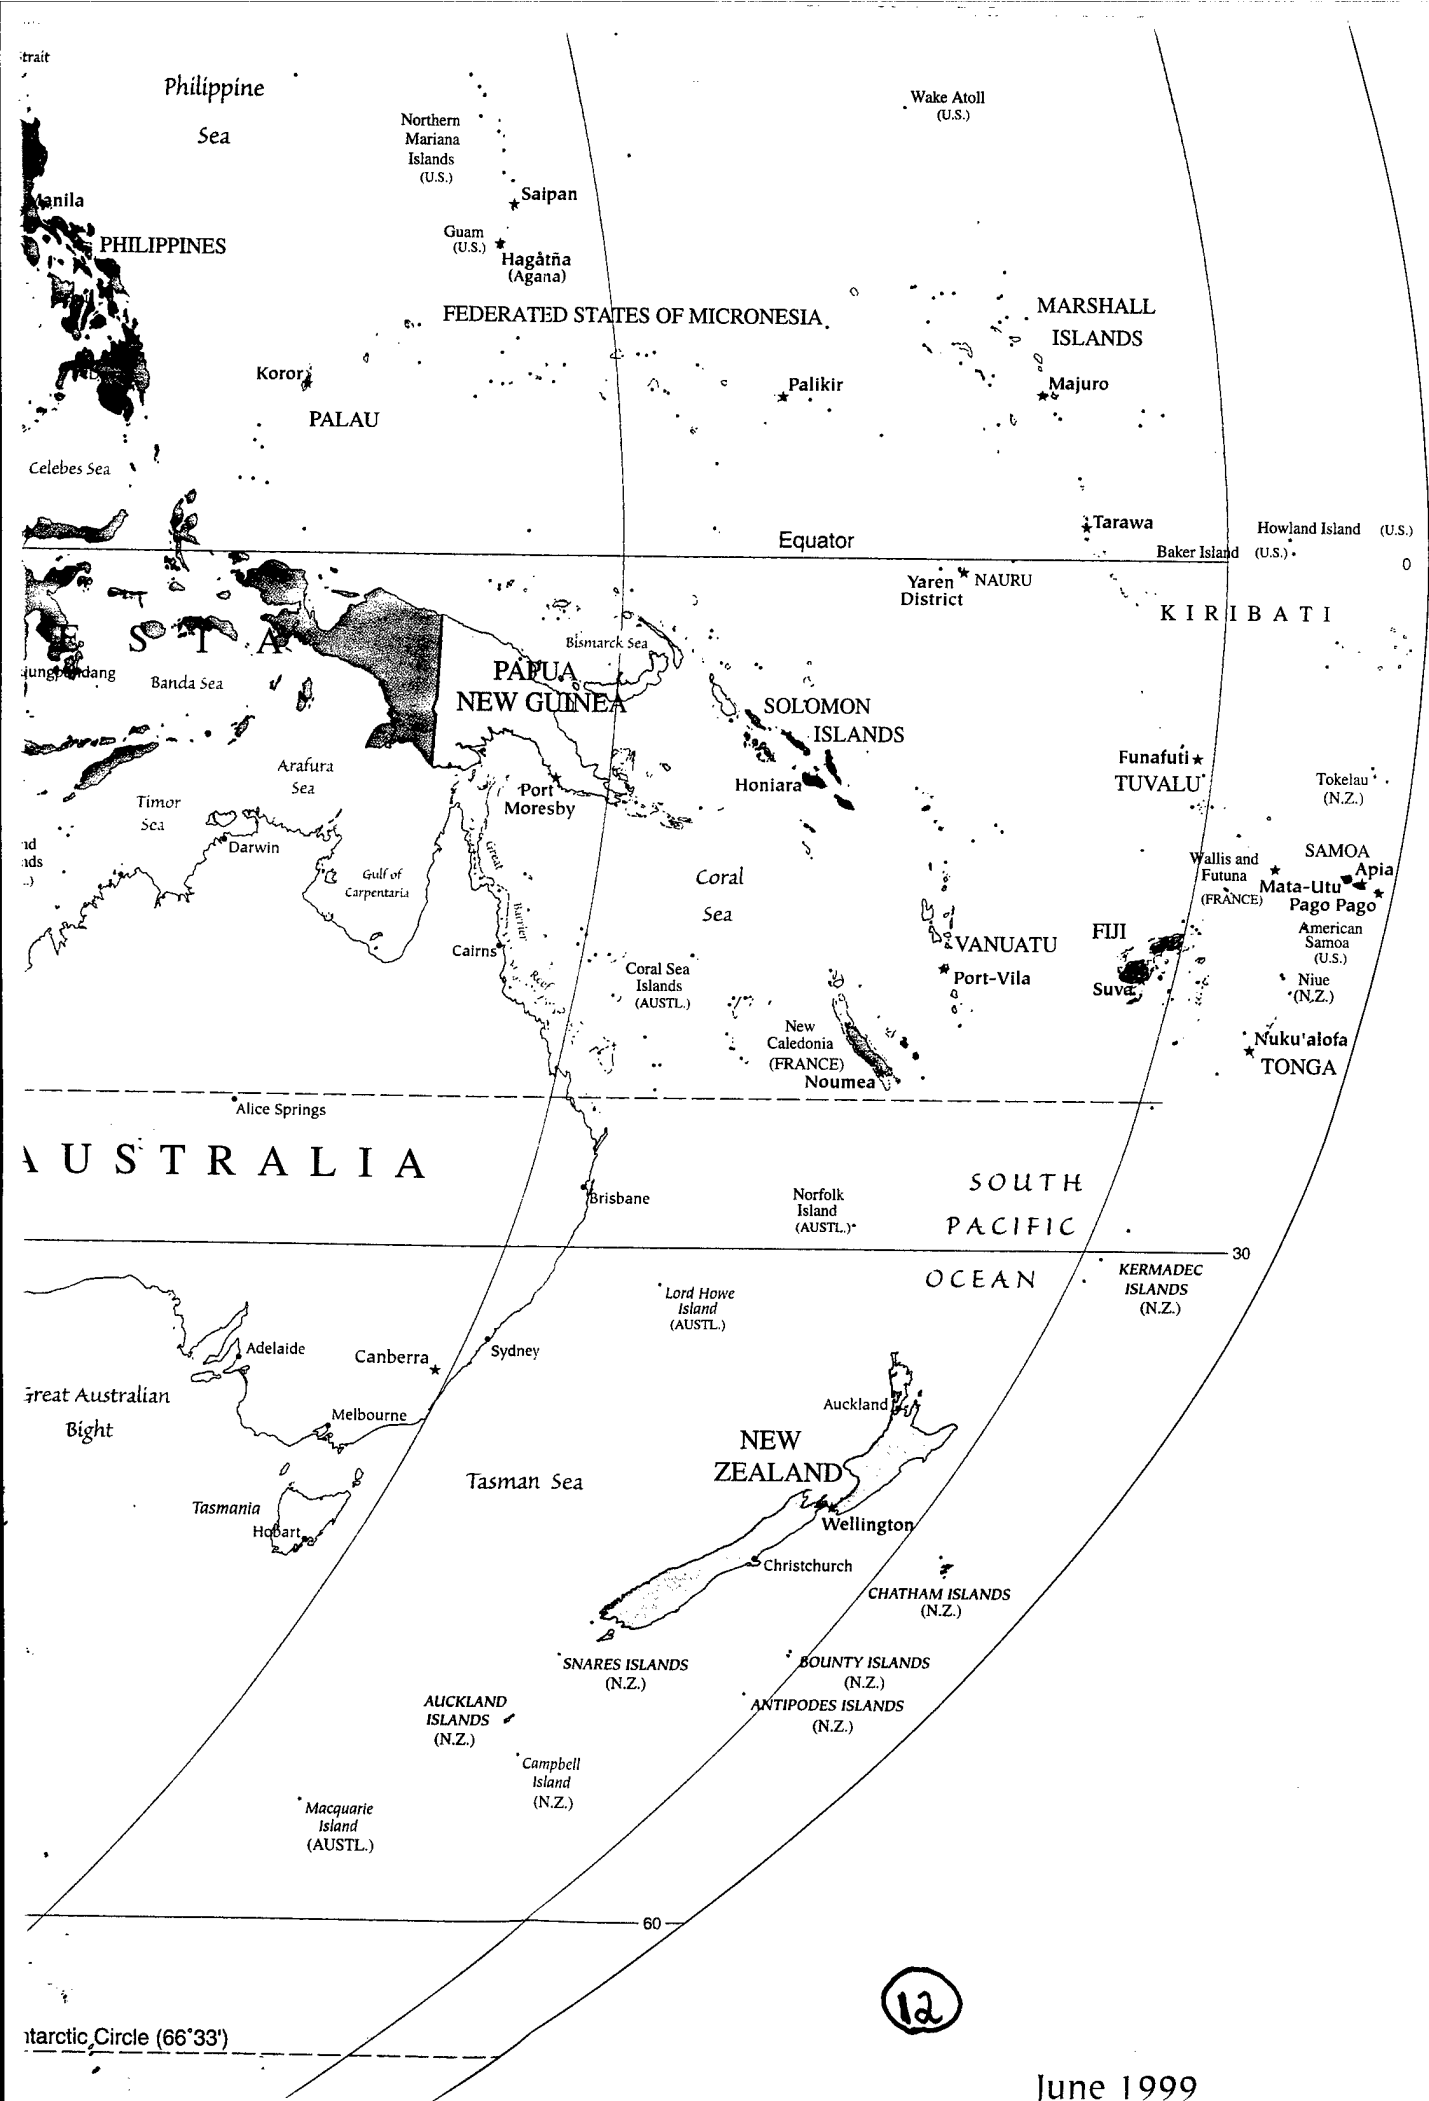 trait
Philippine
Sea
Northern
Mariana
Islands
(U.S.)
Wake Atoll
(U.S.)
Saipan
Manila
PHILIPPINES
Guam
(U.S.)
Hagåtña
(Agana)
FEDERATED STATES OF MICRONESIA
MARSHALL
ISLANDS
Koror
PALAU
Palikir
Majuro
Celebes Sea
Tarawa
Howland Island (U.S.)
Equator
Baker Island (U.S.)
0
Yaren
District
NAURU
KIRIBATI
E S I A
Bismarck Sea
Banda Sea
PAPUA
NEW GUINEA
SOLOMON
ISLANDS
Arafura
Sea
Honiara
Funafuti
TUVALU
Tokelau
(N.Z.)
Timor
Sea
Port
Moresby
Darwin
Gulf of
Carpentaria
Great
Barrier
Reef
Coral
Sea
Wallis and
Futuna
(FRANCE)
SAMOA
Apia
Mata-Utu
Pago Pago
American
Samoa
(U.S.)
Cairns
VANUATU
FIJI
Coral Sea
Islands
(AUSTL.)
Port-Vila
Suva
Niue
(N.Z.)
New
Caledonia
(FRANCE)
Noumea
Nuku'alofa
TONGA
Alice Springs
AUSTRALIA
Brisbane
Norfolk
Island
(AUSTL.)
SOUTH
PACIFIC
OCEAN
30
KERMADEC
ISLANDS
(N.Z.)
Lord Howe
Island
(AUSTL.)
Adelaide
Canberra
Sydney
Great Australian
Bight
Melbourne
Auckland
NEW
ZEALAND
Tasman Sea
Tasmania
Hobart
Wellington
Christchurch
CHATHAM ISLANDS
(N.Z.)
SNARES ISLANDS
(N.Z.)
BOUNTY ISLANDS
(N.Z.)
AUCKLAND
ISLANDS
(N.Z.)
ANTIPODES ISLANDS
(N.Z.)
Campbell
Island
(N.Z.)
Macquarie
Island
(AUSTL.)
60
12
ntarctic Circle (66°33')
June 1999